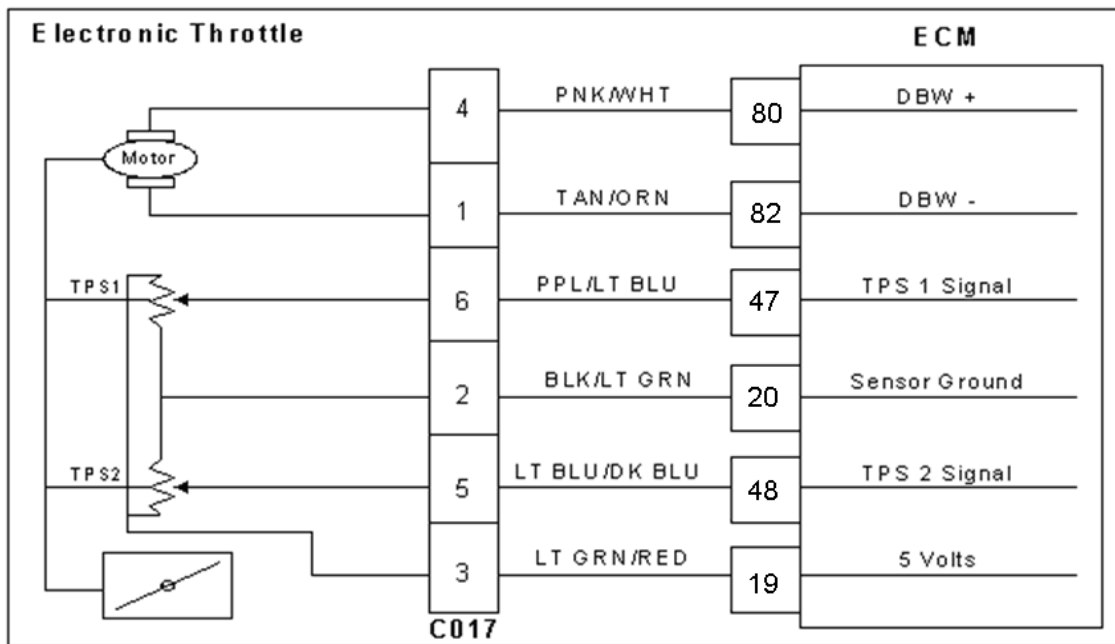 Electronic Throttle
ECM
4 PNK/WHT 80 DBW +
Motor
1 TAN/ORN 82 DBW -
TPS1 6 PPL/LT BLU 47 TPS 1 Signal
2 BLK/LT GRN 20 Sensor Ground
TPS2 5 LT BLU/DK BLU 48 TPS 2 Signal
3 LT GRN/RED 19 5 Volts
C017